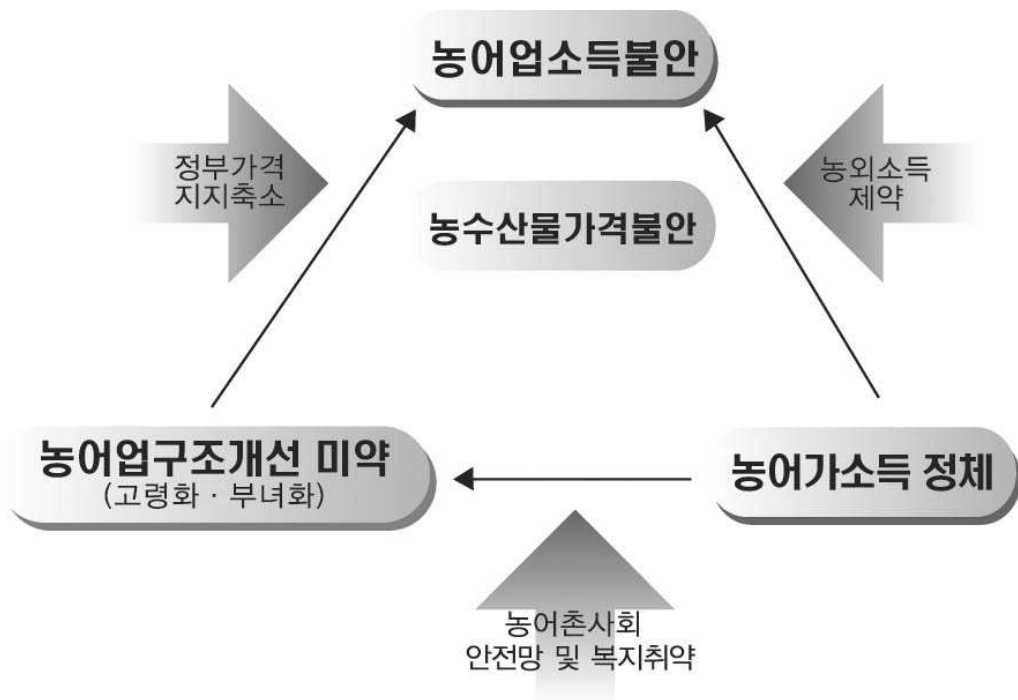 농어업소득불안
정부가격
지지축소
농외소득
제약
농수산물가격불안
농어업구조개선 미약
(고령화 · 부녀화)
농어가소득 정체
농어촌사회
안전망 및 복지취약